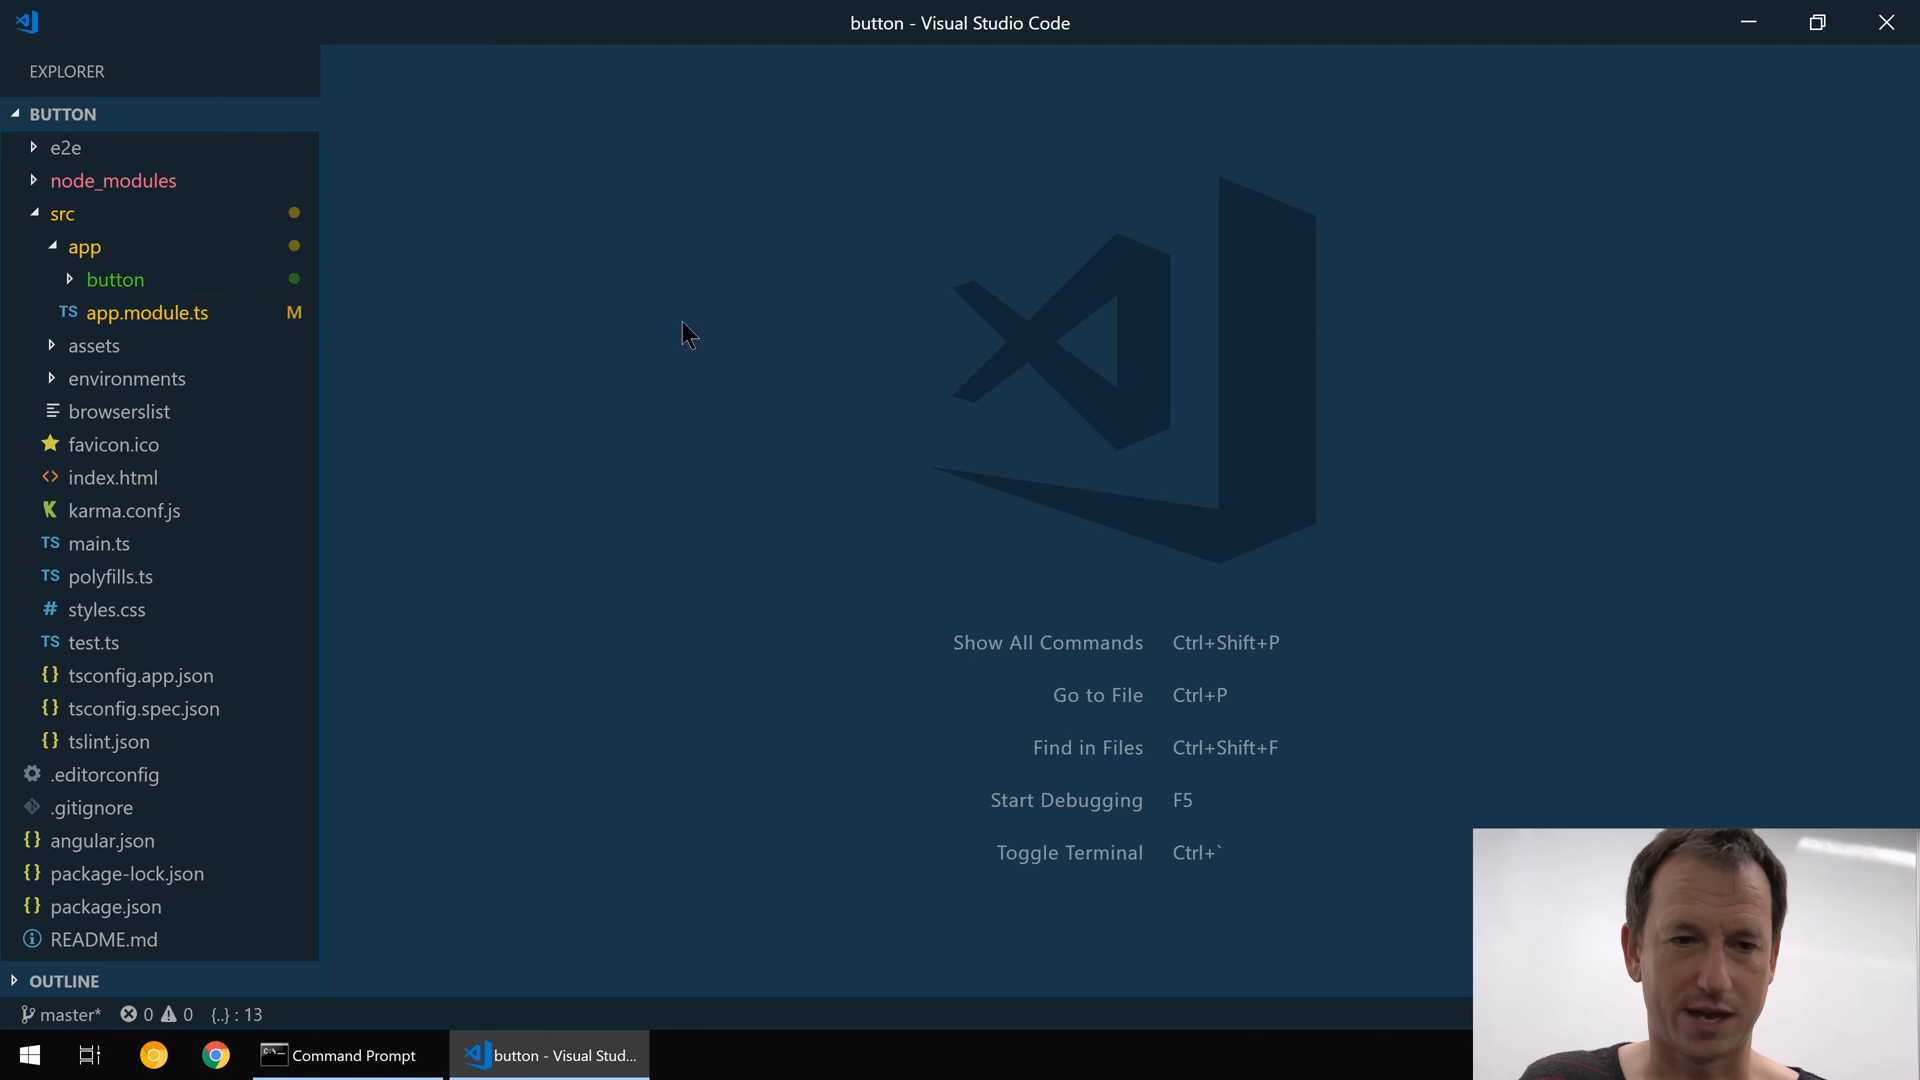 button - Visual Studio Code
EXPLORER
BUTTON
e2e
node_modules
src
app
button
TS app.module.ts M
assets
environments
browserslist
favicon.ico
<> index.html
karma.conf.js
TS main.ts
TS polyfills.ts
# styles.css
TS test.ts
{} tsconfig.app.json
{} tsconfig.spec.json
{} tslint.json
.editorconfig
.gitignore
{} angular.json
{} package-lock.json
{} package.json
README.md
OUTLINE
Show All Commands Ctrl+Shift+P
Go to File Ctrl+P
Find in Files Ctrl+Shift+F
Start Debugging F5
Toggle Terminal Ctrl+`
master* 0 0 {..} : 13
Command Prompt
button - Visual Stud...